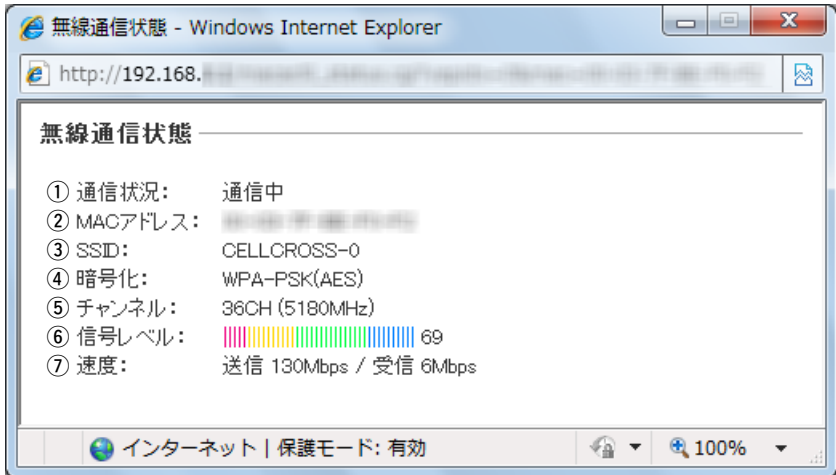 無線通信状態 - Windows Internet Explorer
http://192.168.
無線通信状態
① 通信状況: 通信中
② MACアドレス:
③ SSID: CELLCROSS-0
④ 暗号化: WPA-PSK(AES)
⑤ チャンネル: 36CH (5180MHz)
⑥ 信号レベル: 69
⑦ 速度: 送信 130Mbps / 受信 6Mbps
インターネット | 保護モード: 有効 100%